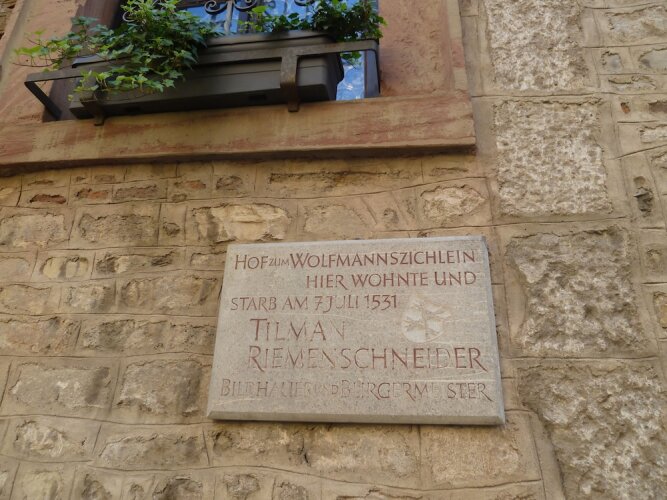 HOF ZUM WOLFMANNSZICHLEIN
HIER WOHNTE UND
STARB AM 7. JULI 1531
TILMAN
RIEMENSCHNEIDER
BILDHAUER UND BÜRGERMEISTER